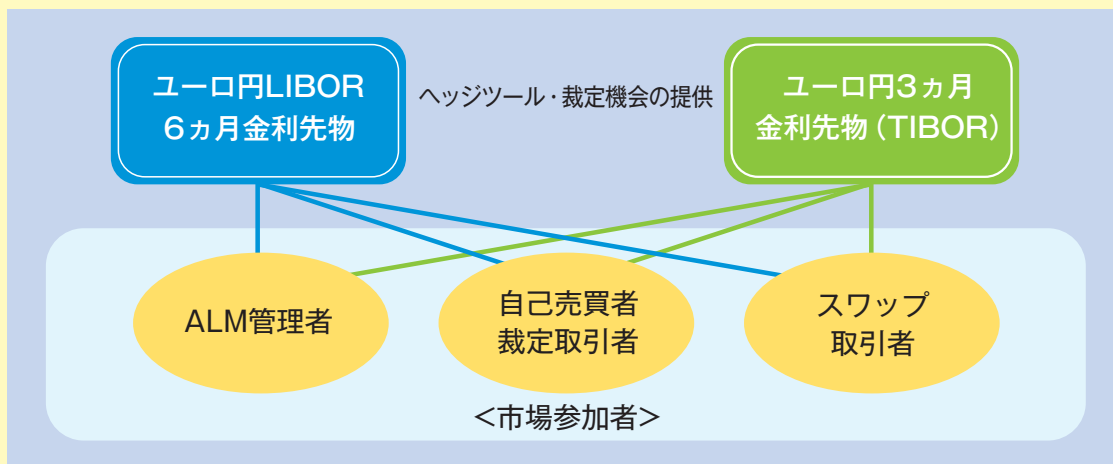 ユーロ円LIBOR
6ヵ月金利先物
ヘッジツール・裁定機会の提供
ユーロ円3ヵ月
金利先物（TIBOR）
ALM管理者
自己売買者
裁定取引者
スワップ
取引者
＜市場参加者＞